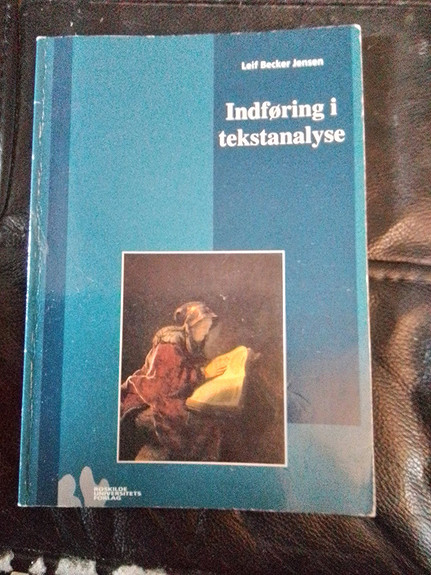 Leif Becker Jensen
Indføring i
tekstanalyse
ROSKILDE
UNIVERSITETS
FORLAG